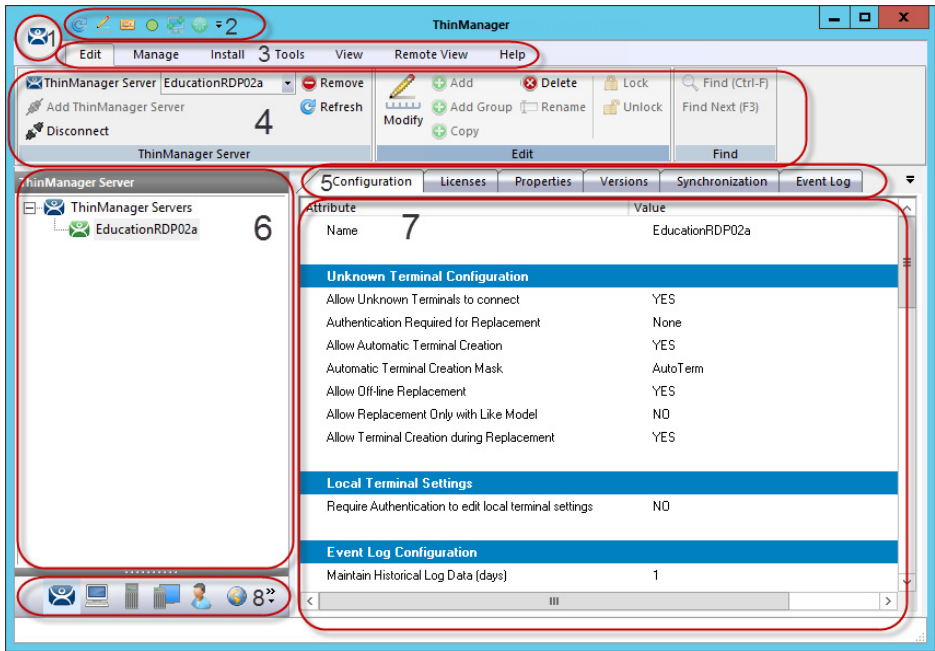 ThinManager
1
2
Edit Manage Install 3 Tools View Remote View Help
ThinManager Server EducationRDP02a Remove Add Delete Lock Find (Ctrl-F)
Add ThinManager Server 4 Refresh Modify Add Group Rename Unlock Find Next (F3)
Disconnect Copy
ThinManager Server Edit Find
ThinManager Server 5 Configuration Licenses Properties Versions Synchronization Event Log
ThinManager Servers
EducationRDP02a 6
Attribute Value
Name 7 EducationRDP02a
Unknown Terminal Configuration
Allow Unknown Terminals to connect YES
Authentication Required for Replacement None
Allow Automatic Terminal Creation YES
Automatic Terminal Creation Mask AutoTerm
Allow Off-line Replacement YES
Allow Replacement Only with Like Model NO
Allow Terminal Creation during Replacement YES
Local Terminal Settings
Require Authentication to edit local terminal settings NO
Event Log Configuration
Maintain Historical Log Data (days) 1
8